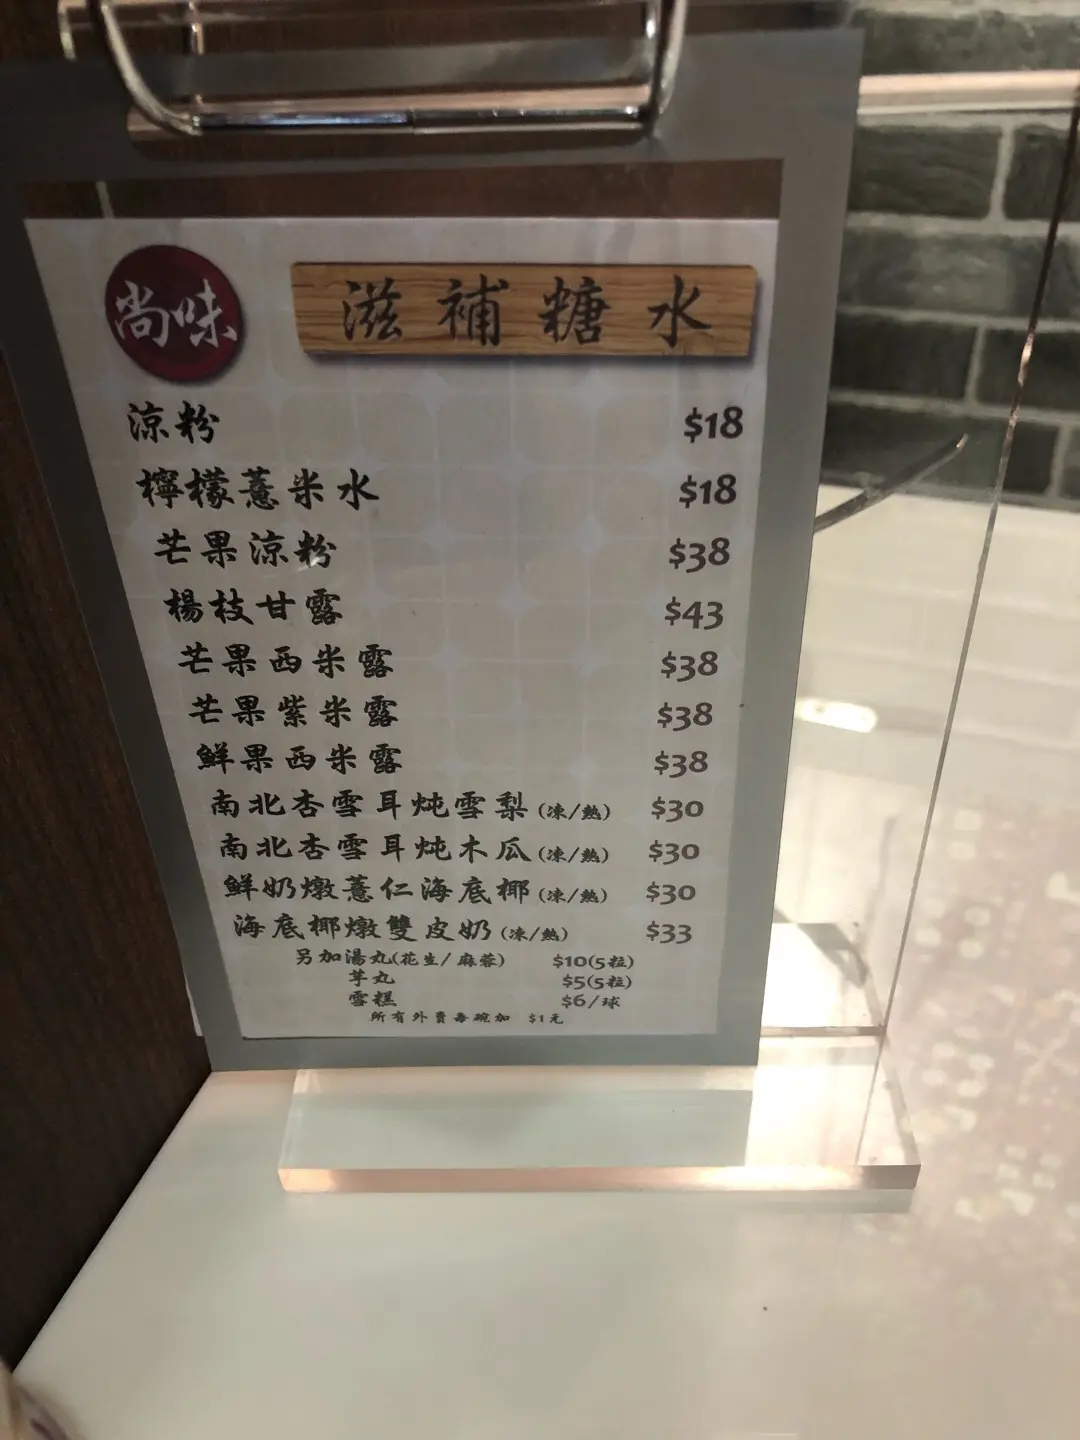 尚味
滋補糖水
涼粉 $18
檸檬薏米水 $18
芒果涼粉 $38
楊枝甘露 $43
芒果西米露 $38
芒果紫米露 $38
鮮果西米露 $38
南北杏雪耳炖雪梨(凍/熱) $30
南北杏雪耳炖木瓜(凍/熱) $30
鮮奶燉薏仁海底椰(凍/熱) $30
海底椰燉雙皮奶(凍/熱) $33
另加湯丸(花生/麻蓉) $10(5粒)
芋丸 $5(5粒)
雪糕 $6/球
所有外賣每碗加 $1元